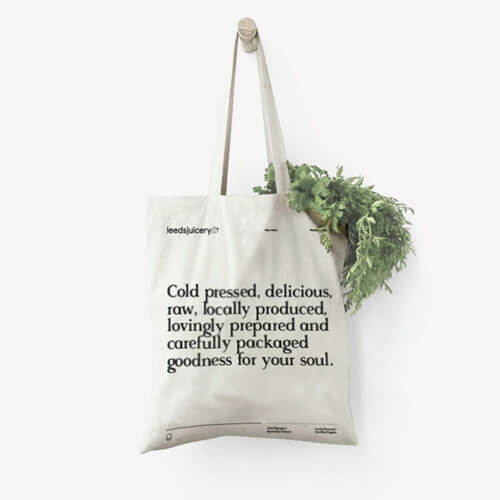 leedsjuicery
Cold pressed, delicious,
raw, locally produced,
lovingly prepared and
carefully packaged
goodness for your soul.